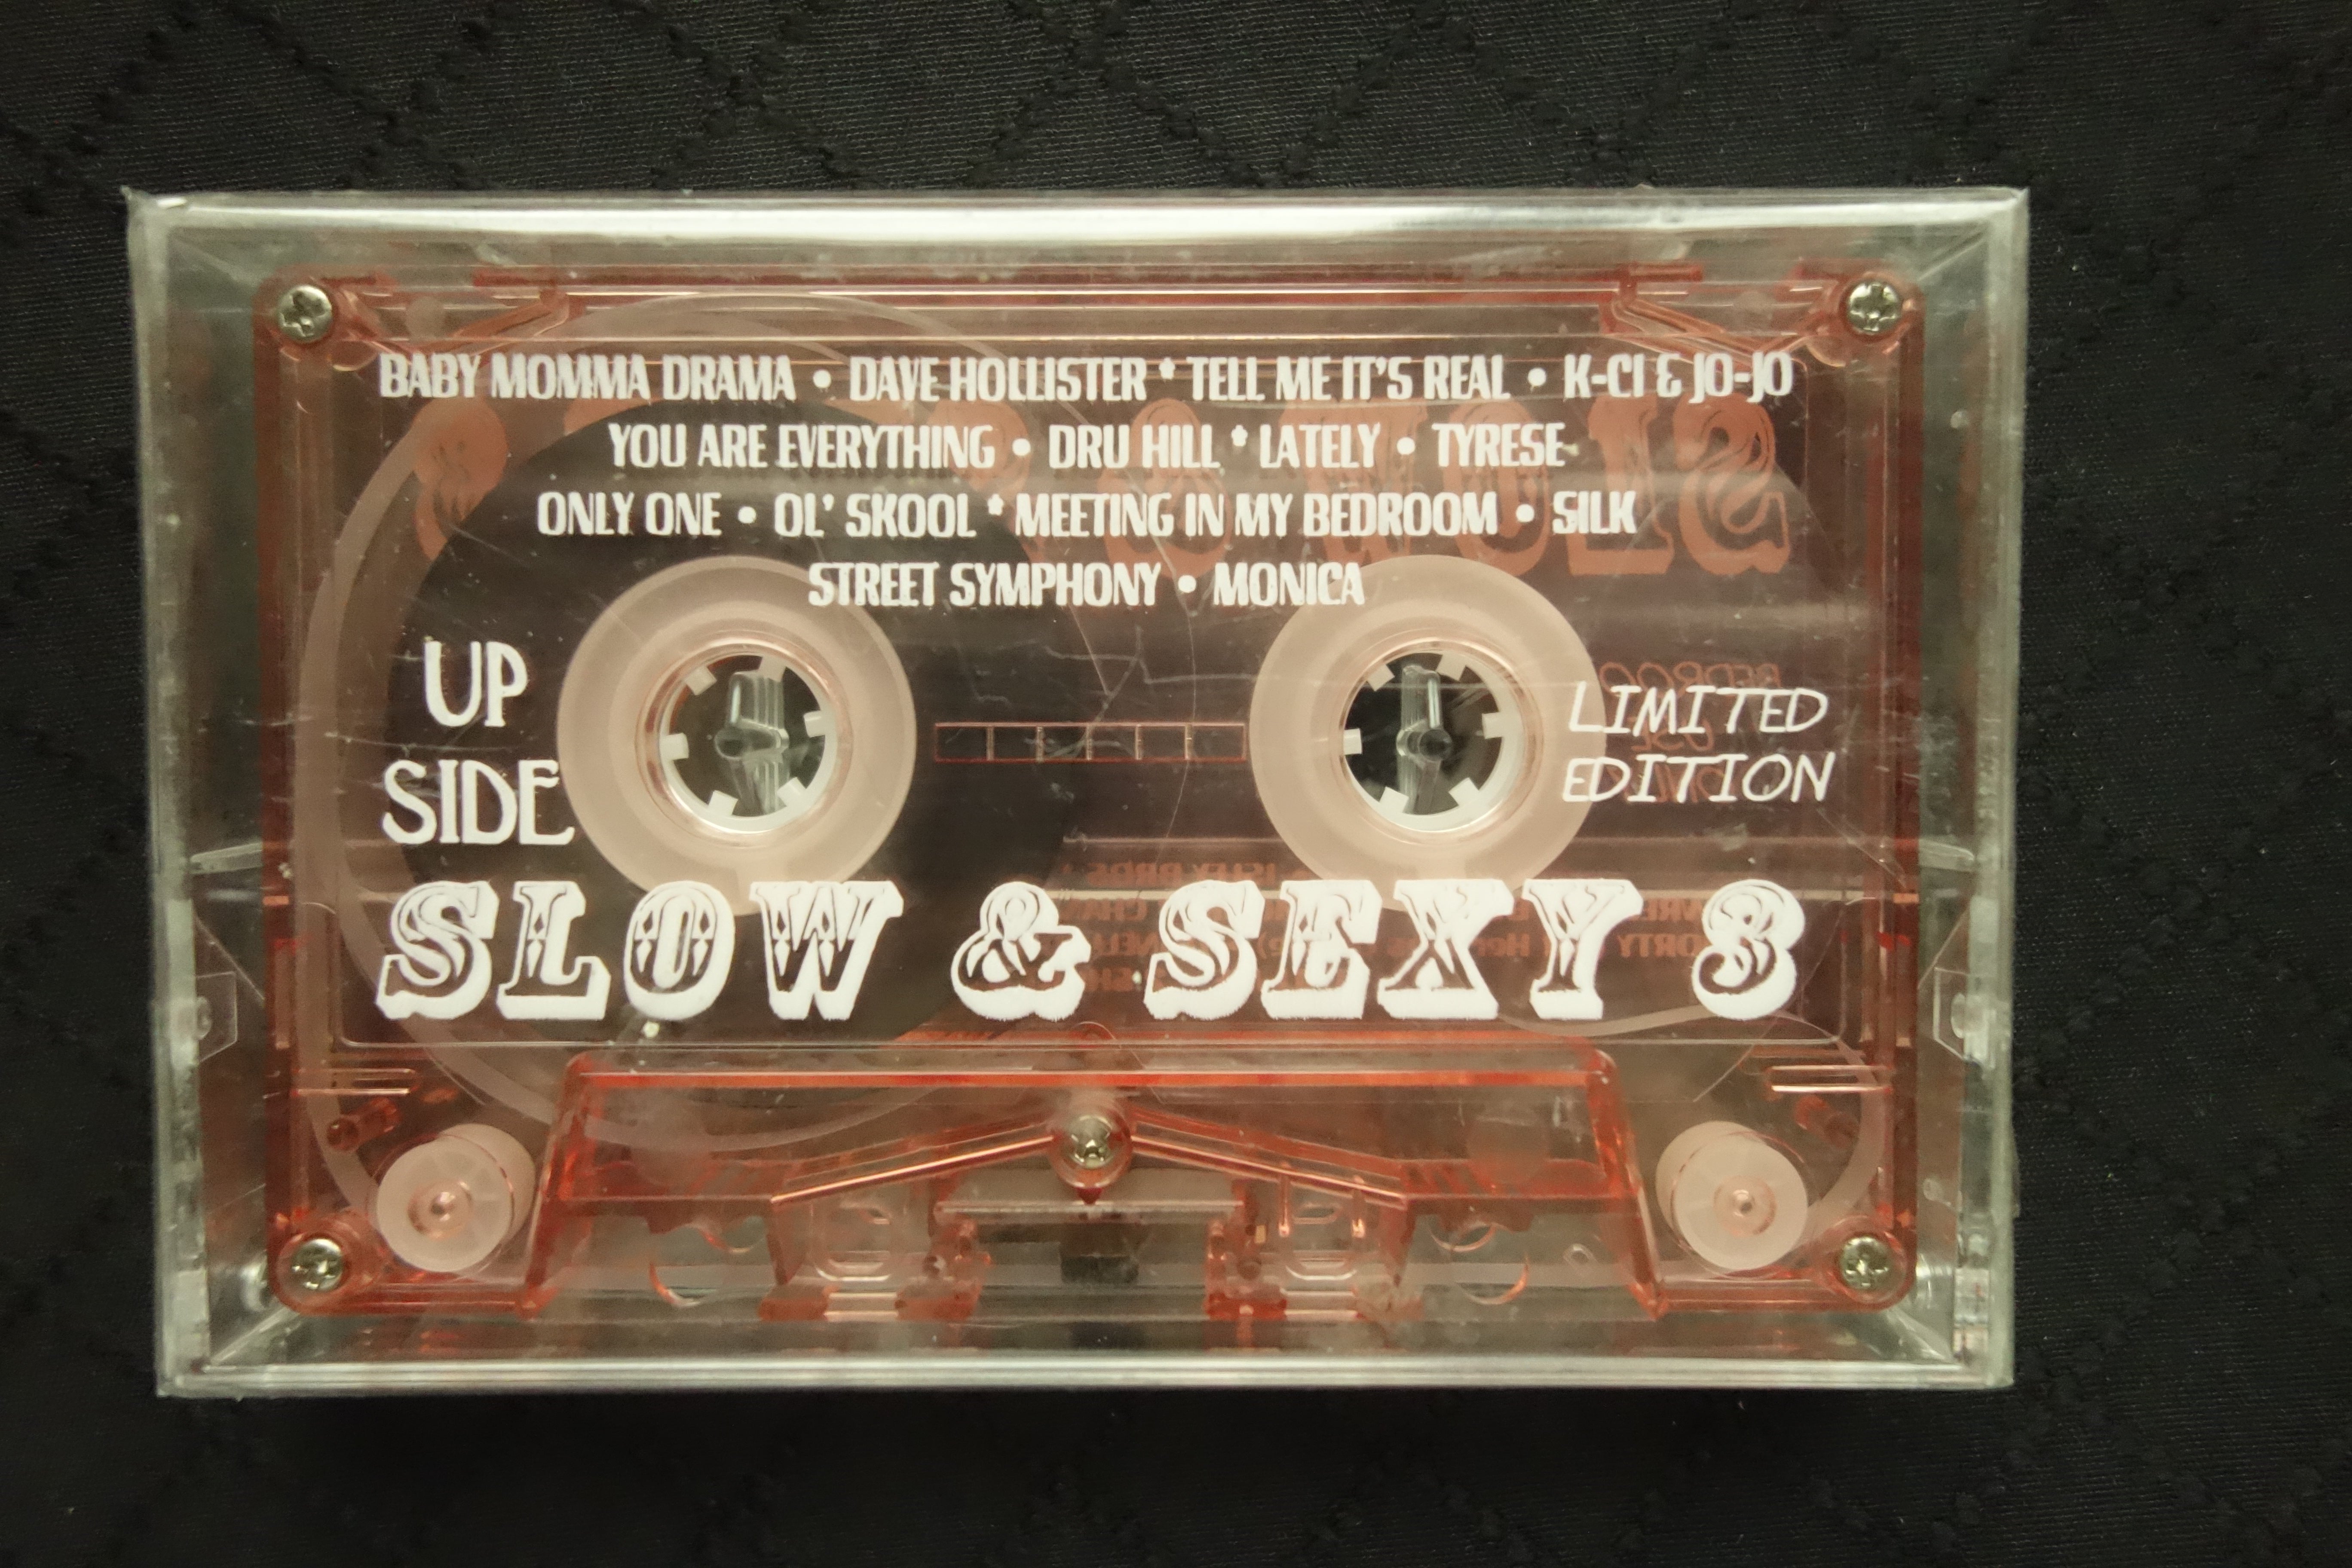 BABY MOMMA DRAMA • DAVE HOLLISTER * TELL ME IT'S REAL • K-CI & JO-JO
YOU ARE EVERYTHING • DRU HILL * LATELY • TYRESE
ONLY ONE • OL' SKOOL * MEETING IN MY BEDROOM • SILK
STREET SYMPHONY • MONICA
UP
SIDE
LIMITED
EDITION
SLOW & SEXY 3